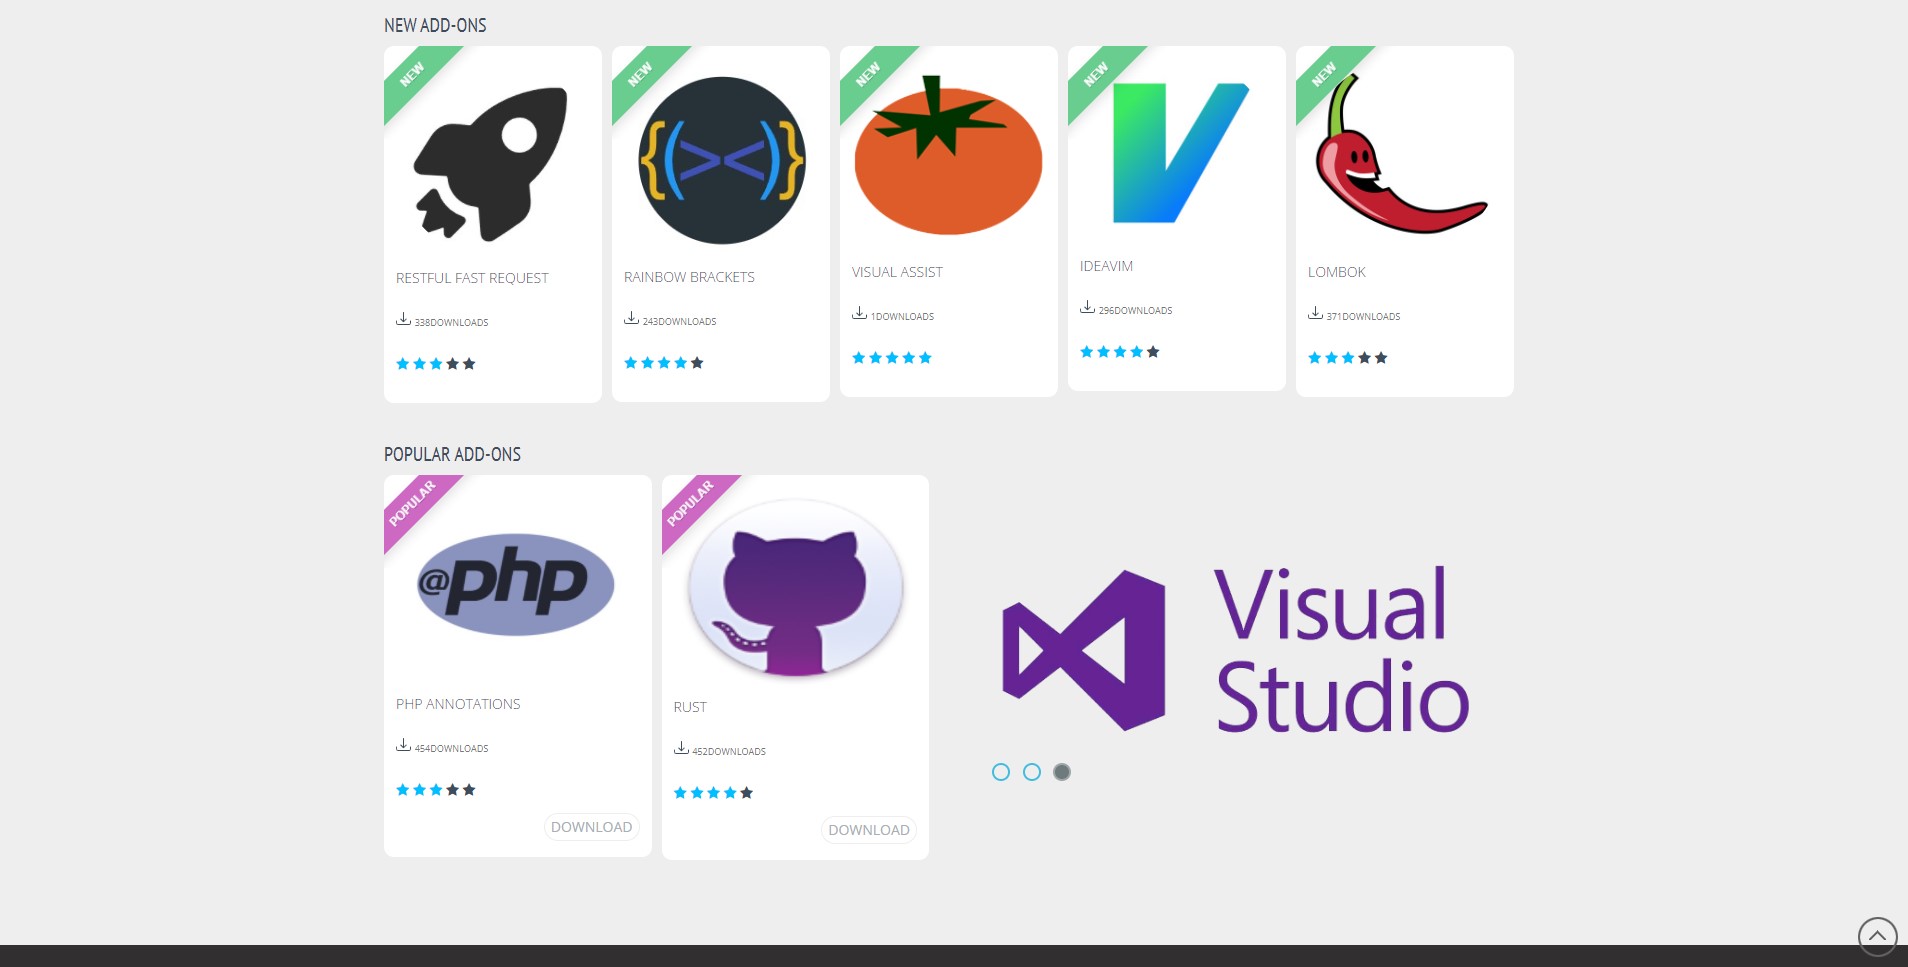 NEW ADD-ONS
NEW
NEW
NEW
NEW
NEW
{(><)}
RESTFUL FAST REQUEST
RAINBOW BRACKETS
VISUAL ASSIST
IDEAVIM
LOMBOK
338DOWNLOADS
243DOWNLOADS
1DOWNLOADS
296DOWNLOADS
371DOWNLOADS
POPULAR ADD-ONS
POPULAR
POPULAR
@php
Visual
Studio
PHP ANNOTATIONS
RUST
454DOWNLOADS
452DOWNLOADS
DOWNLOAD
DOWNLOAD